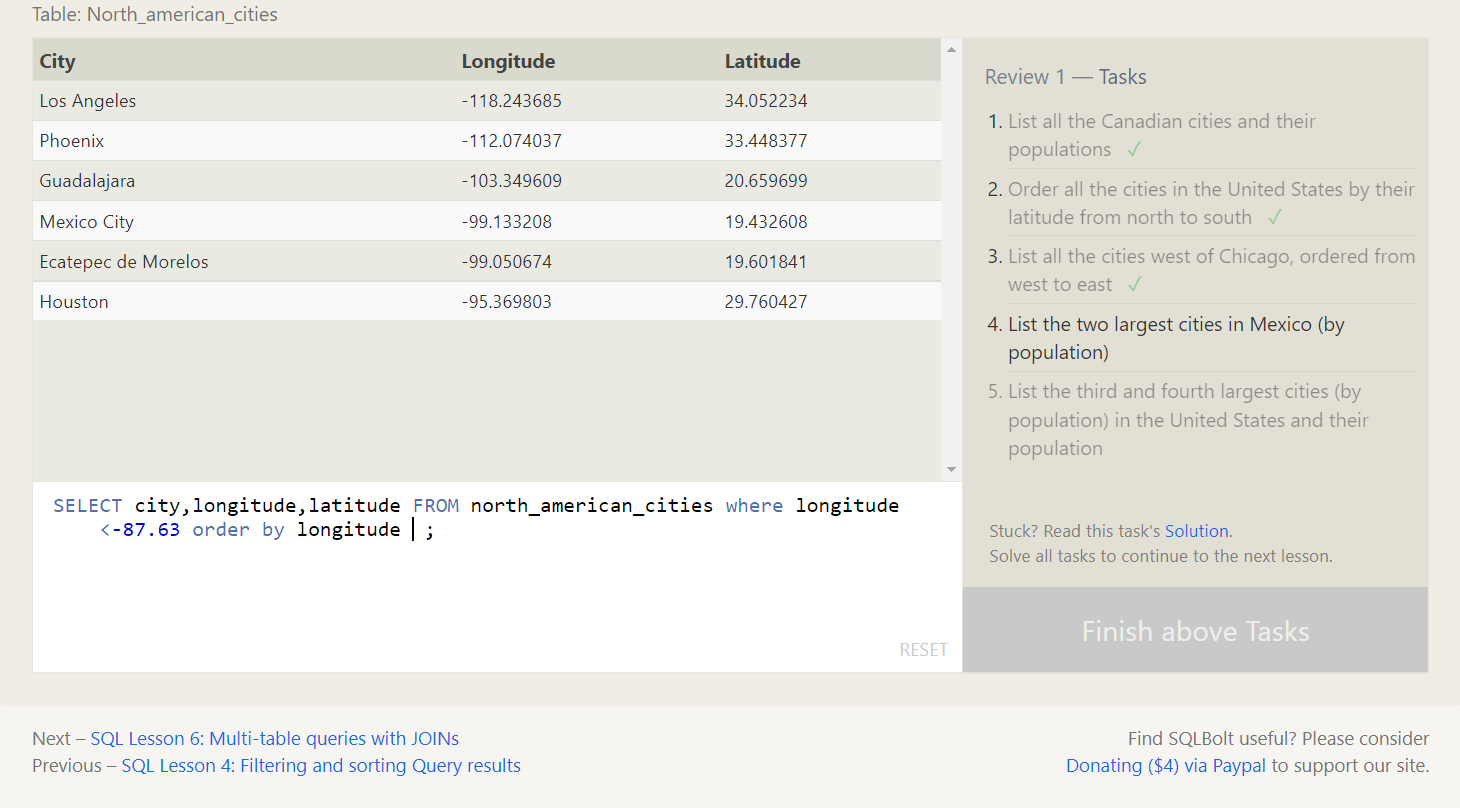 Table: North_american_cities
City Longitude Latitude
Los Angeles -118.243685 34.052234
Phoenix -112.074037 33.448377
Guadalajara -103.349609 20.659699
Mexico City -99.133208 19.432608
Ecatepec de Morelos -99.050674 19.601841
Houston -95.369803 29.760427
SELECT city,longitude,latitude FROM north_american_cities where longitude
<-87.63 order by longitude ;
RESET
Review 1 — Tasks
1. List all the Canadian cities and their
populations ✓
2. Order all the cities in the United States by their
latitude from north to south ✓
3. List all the cities west of Chicago, ordered from
west to east ✓
4. List the two largest cities in Mexico (by
population)
5. List the third and fourth largest cities (by
population) in the United States and their
population
Stuck? Read this task's Solution.
Solve all tasks to continue to the next lesson.
Finish above Tasks
Next – SQL Lesson 6: Multi-table queries with JOINs
Previous – SQL Lesson 4: Filtering and sorting Query results
Find SQLBolt useful? Please consider
Donating ($4) via Paypal to support our site.